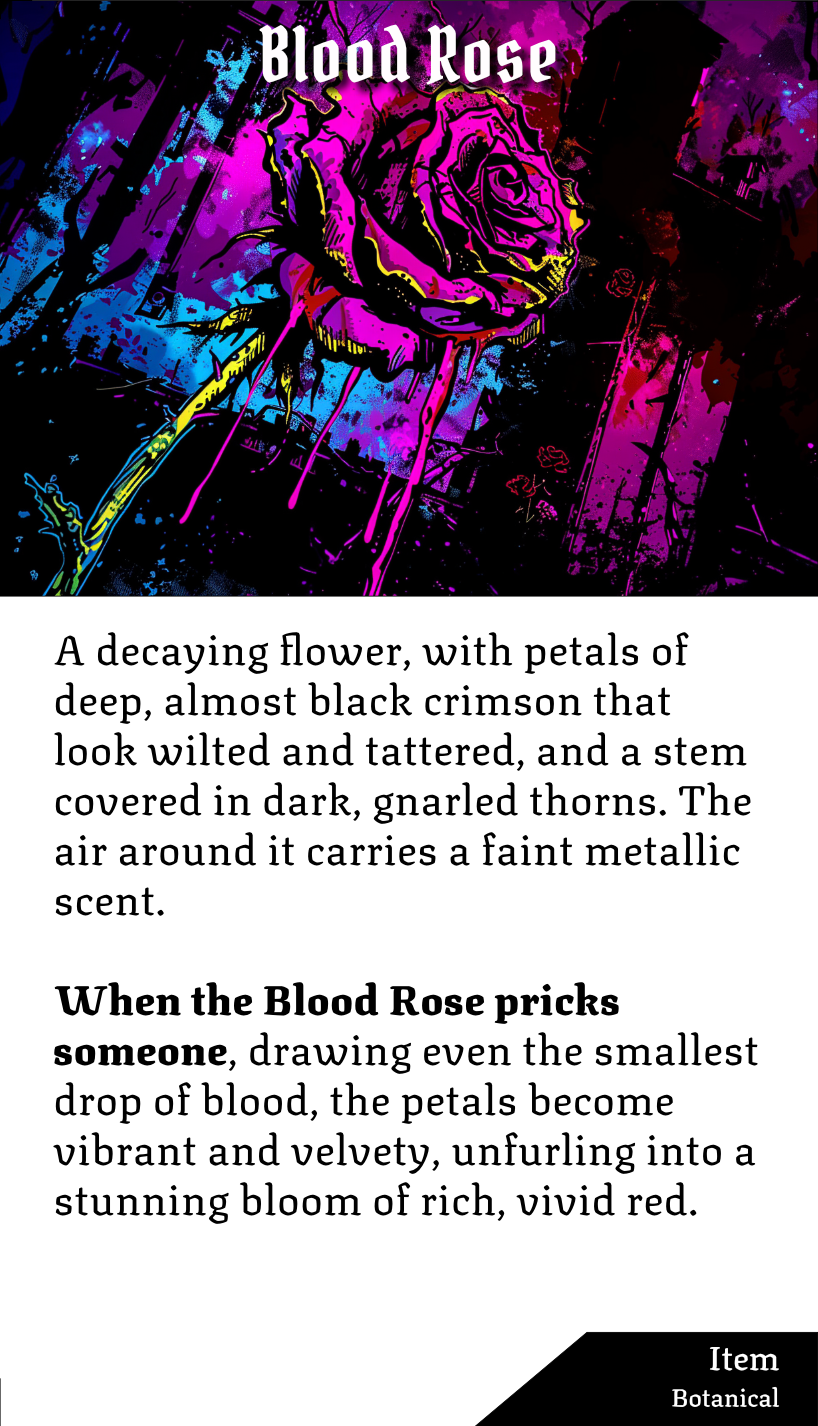 Blood Rose
A decaying flower, with petals of
deep, almost black crimson that
look wilted and tattered, and a stem
covered in dark, gnarled thorns. The
air around it carries a faint metallic
scent.
When the Blood Rose pricks
someone, drawing even the smallest
drop of blood, the petals become
vibrant and velvety, unfurling into a
stunning bloom of rich, vivid red.
Item
Botanical